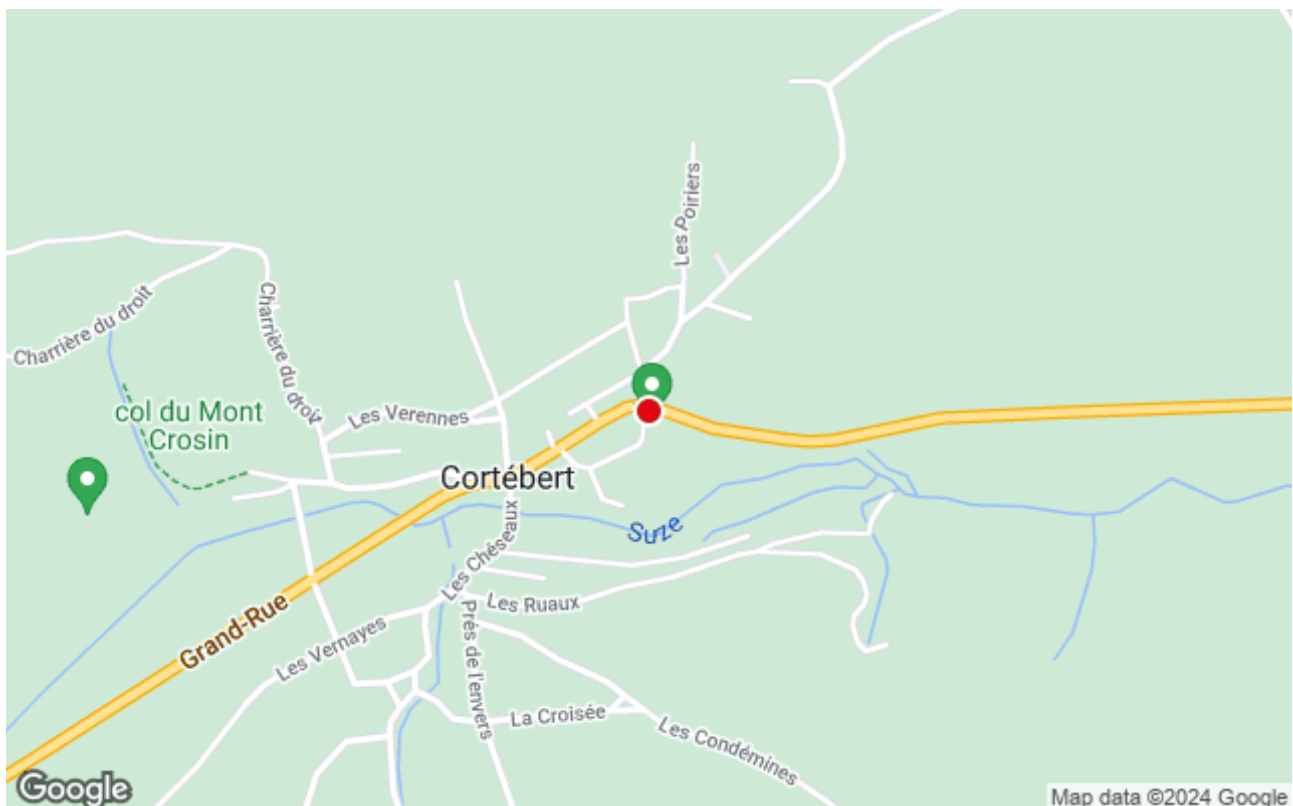 Les Poiriers
Charrière du droit
Charrière du droit
col du Mont
Crosin
Les Verennes
Cortébert
Suze
Les Chéseaux
Grand-Rue
Les Ruaux
Les Vernayes
Prés de l'envers
La Croisée
Les Condémines
Google
Map data ©2024 Google